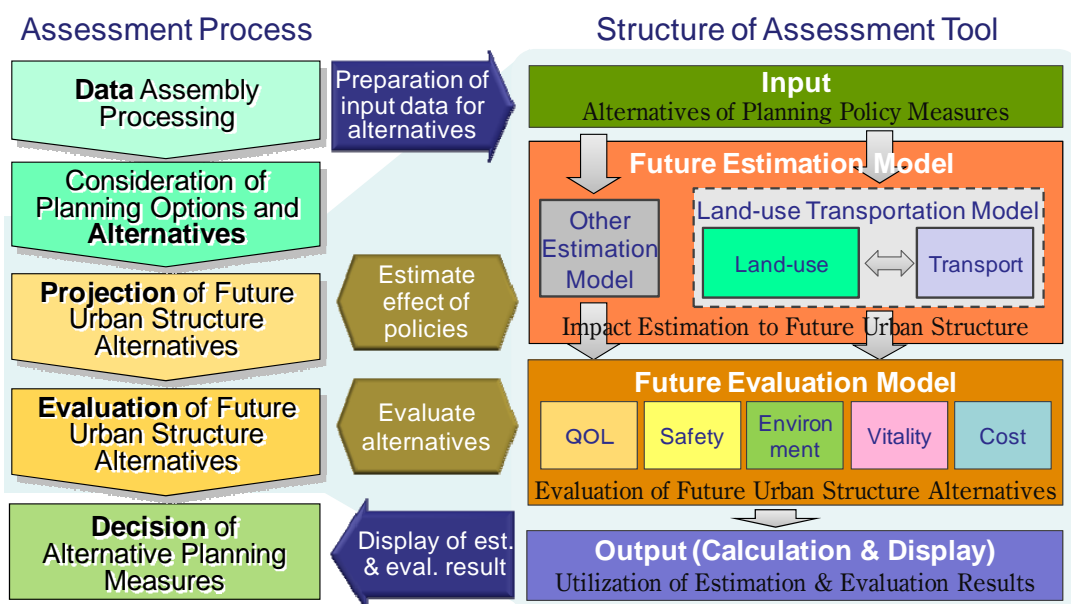 Assessment Process
Structure of Assessment Tool
Data Assembly
Processing
Preparation of
input data for
alternatives
Input
Alternatives of Planning Policy Measures
Consideration of
Planning Options and
Alternatives
Future Estimation Model
Other
Estimation
Model
Land-use Transportation Model
Land-use
Transport
Impact Estimation to Future Urban Structure
Projection of Future
Urban Structure
Alternatives
Estimate
effect of
policies
Evaluation of Future
Urban Structure
Alternatives
Evaluate
alternatives
Future Evaluation Model
QOL
Safety
Environ
ment
Vitality
Cost
Evaluation of Future Urban Structure Alternatives
Decision of
Alternative Planning
Measures
Display of est.
& eval. result
Output (Calculation & Display)
Utilization of Estimation & Evaluation Results